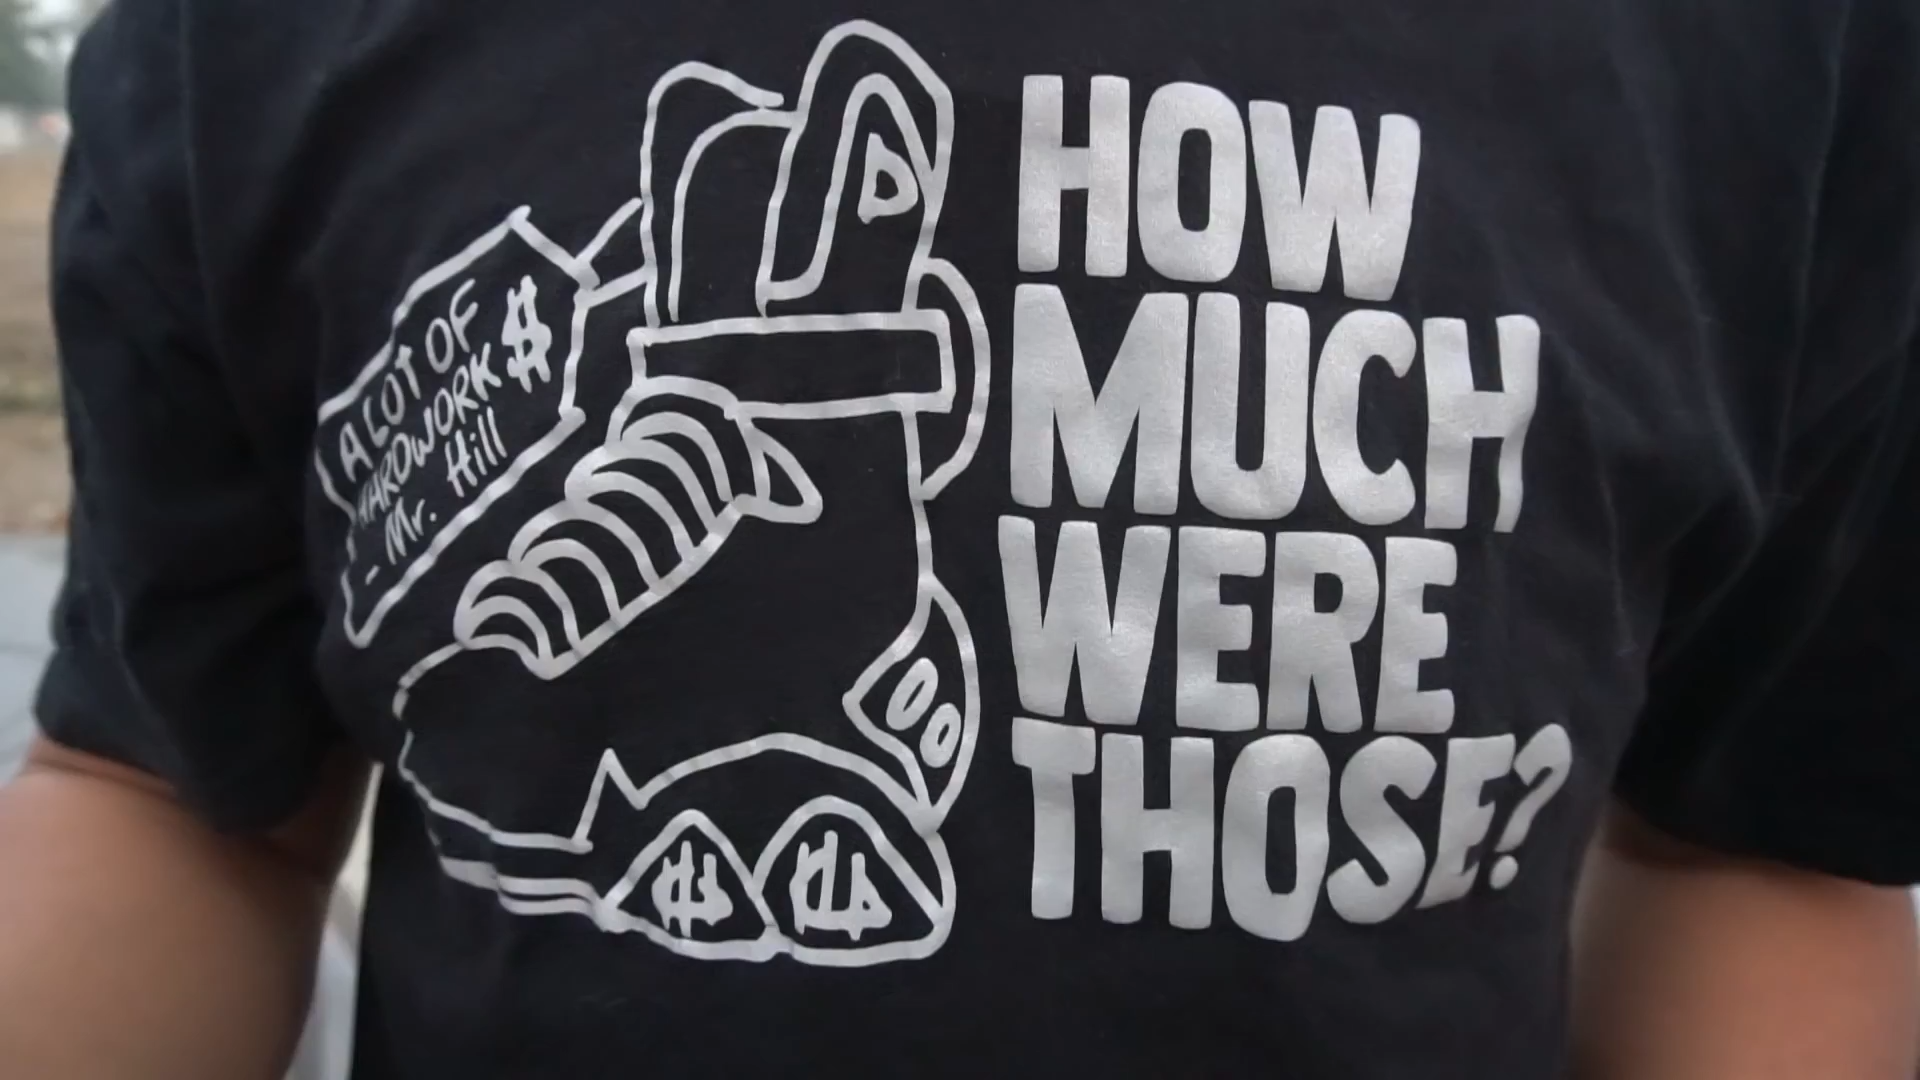 A LOT OF
HARDWORK $
- Mr. Hill
HOW
MUCH
WERE
THOSE?
$ $